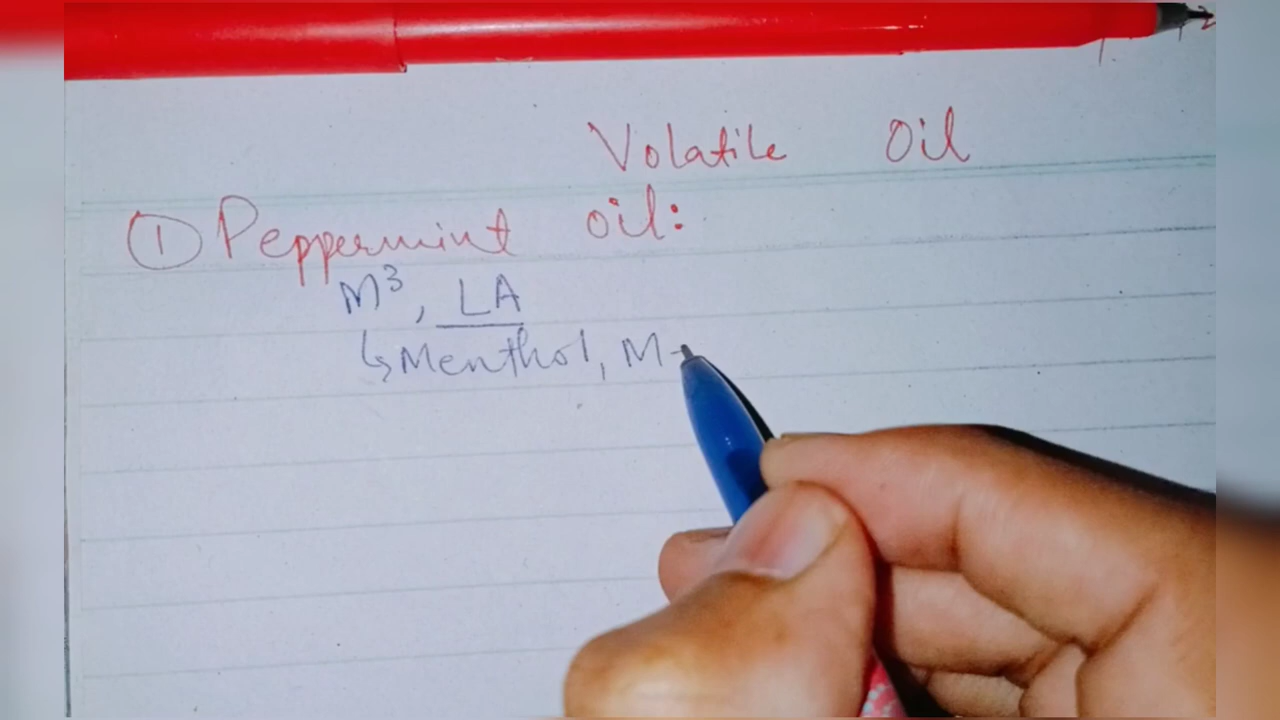 Volatile Oil
① Peppermint oil:
M³, LA
↳ Menthol, M-